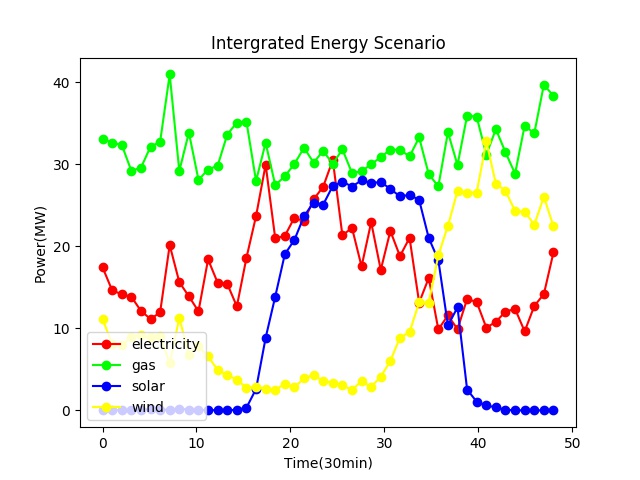 Intergrated Energy Scenario
Power(MW)
40
30
20
10
0
electricity
gas
solar
wind
0 10 20 30 40 50
Time(30min)